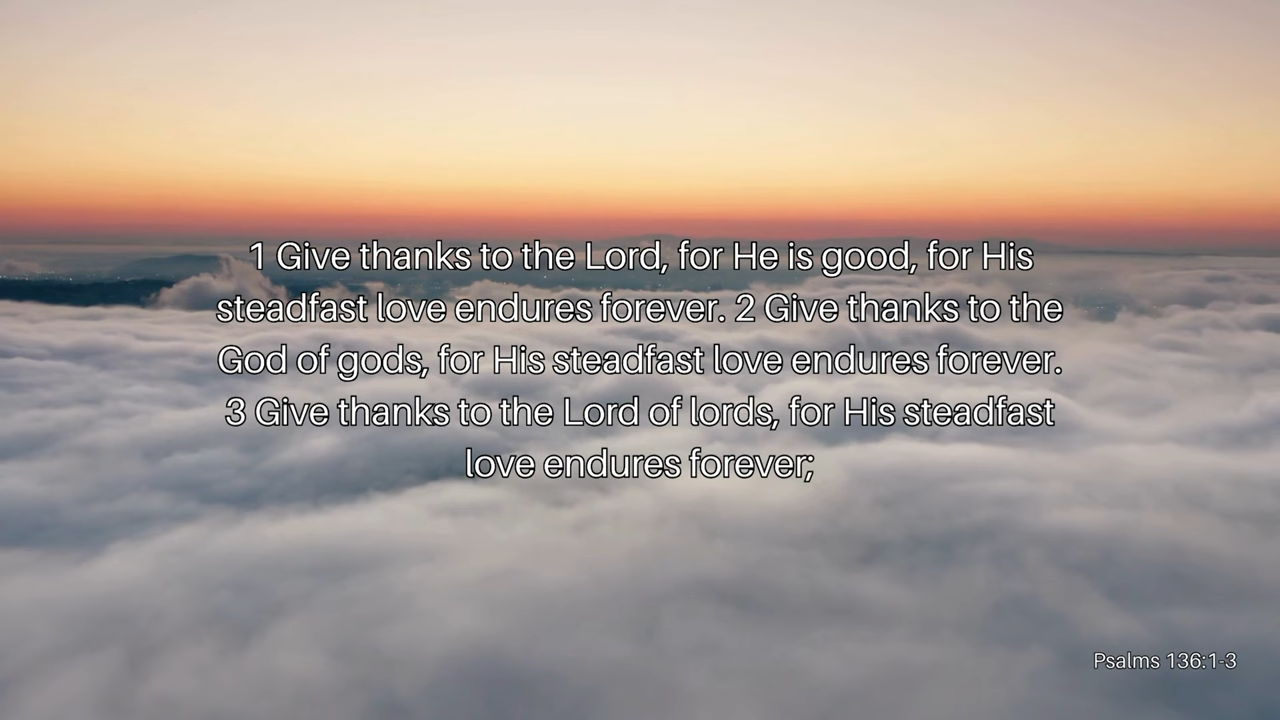 1 Give thanks to the Lord, for He is good, for His
steadfast love endures forever. 2 Give thanks to the
God of gods, for His steadfast love endures forever.
3 Give thanks to the Lord of lords, for His steadfast
love endures forever;
Psalms 136:1-3